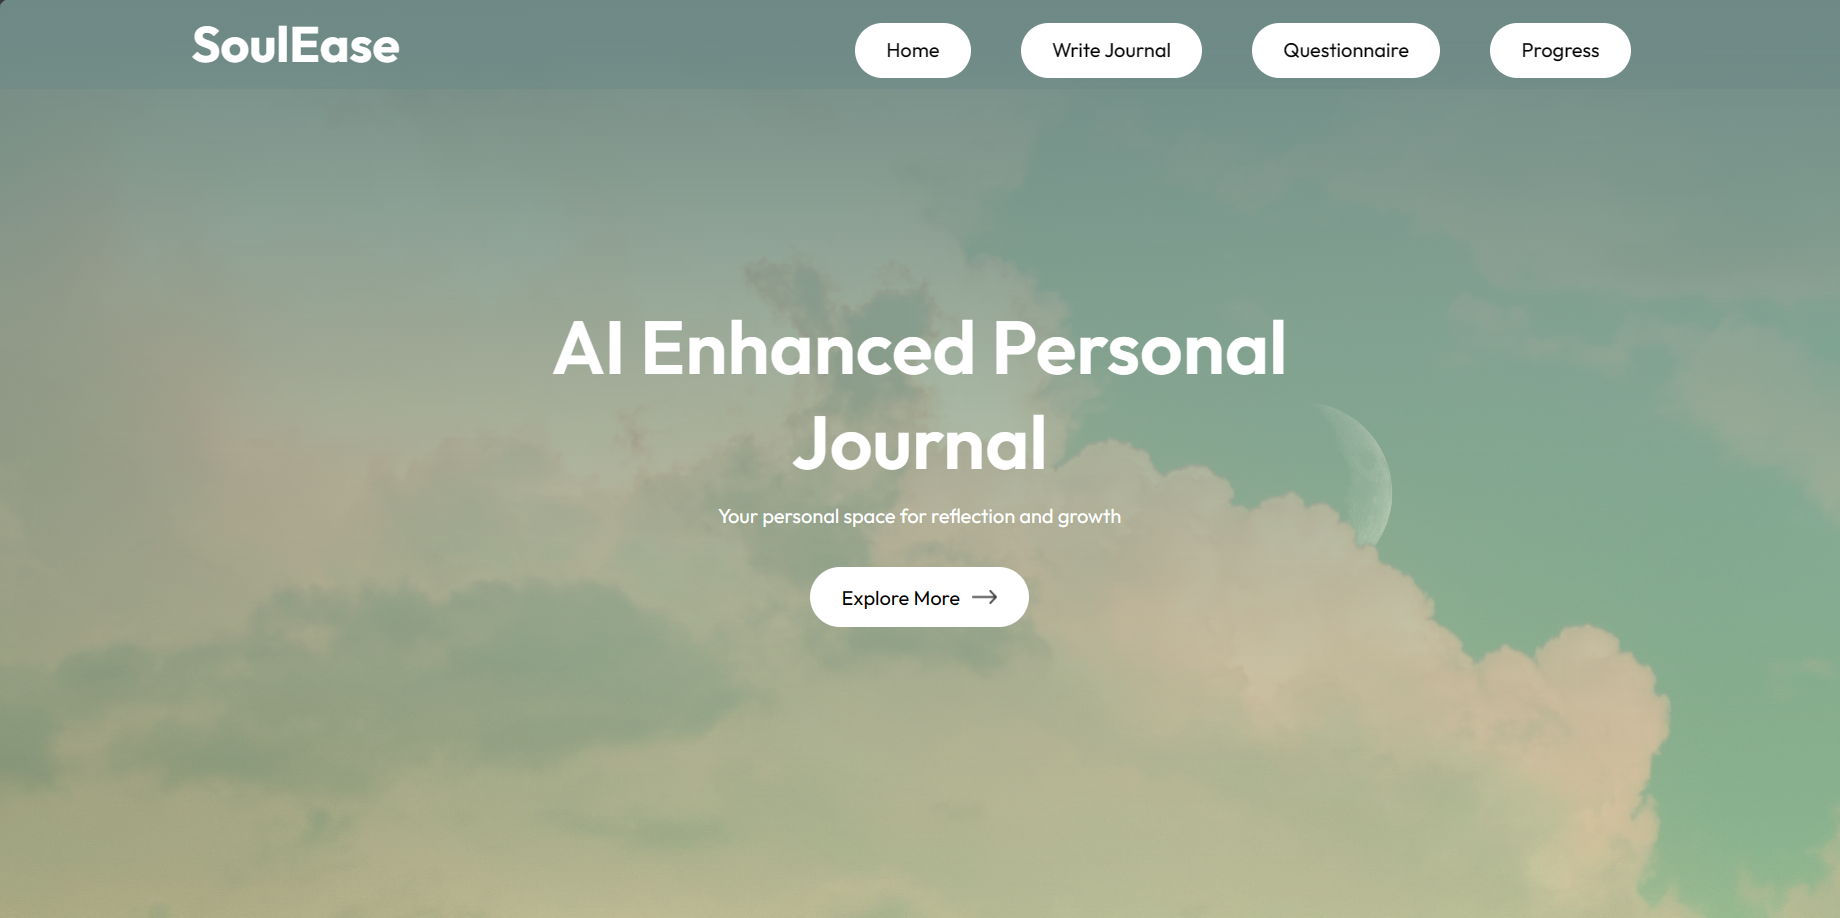 SoulEase
Home
Write Journal
Questionnaire
Progress
AI Enhanced Personal
Journal
Your personal space for reflection and growth
Explore More